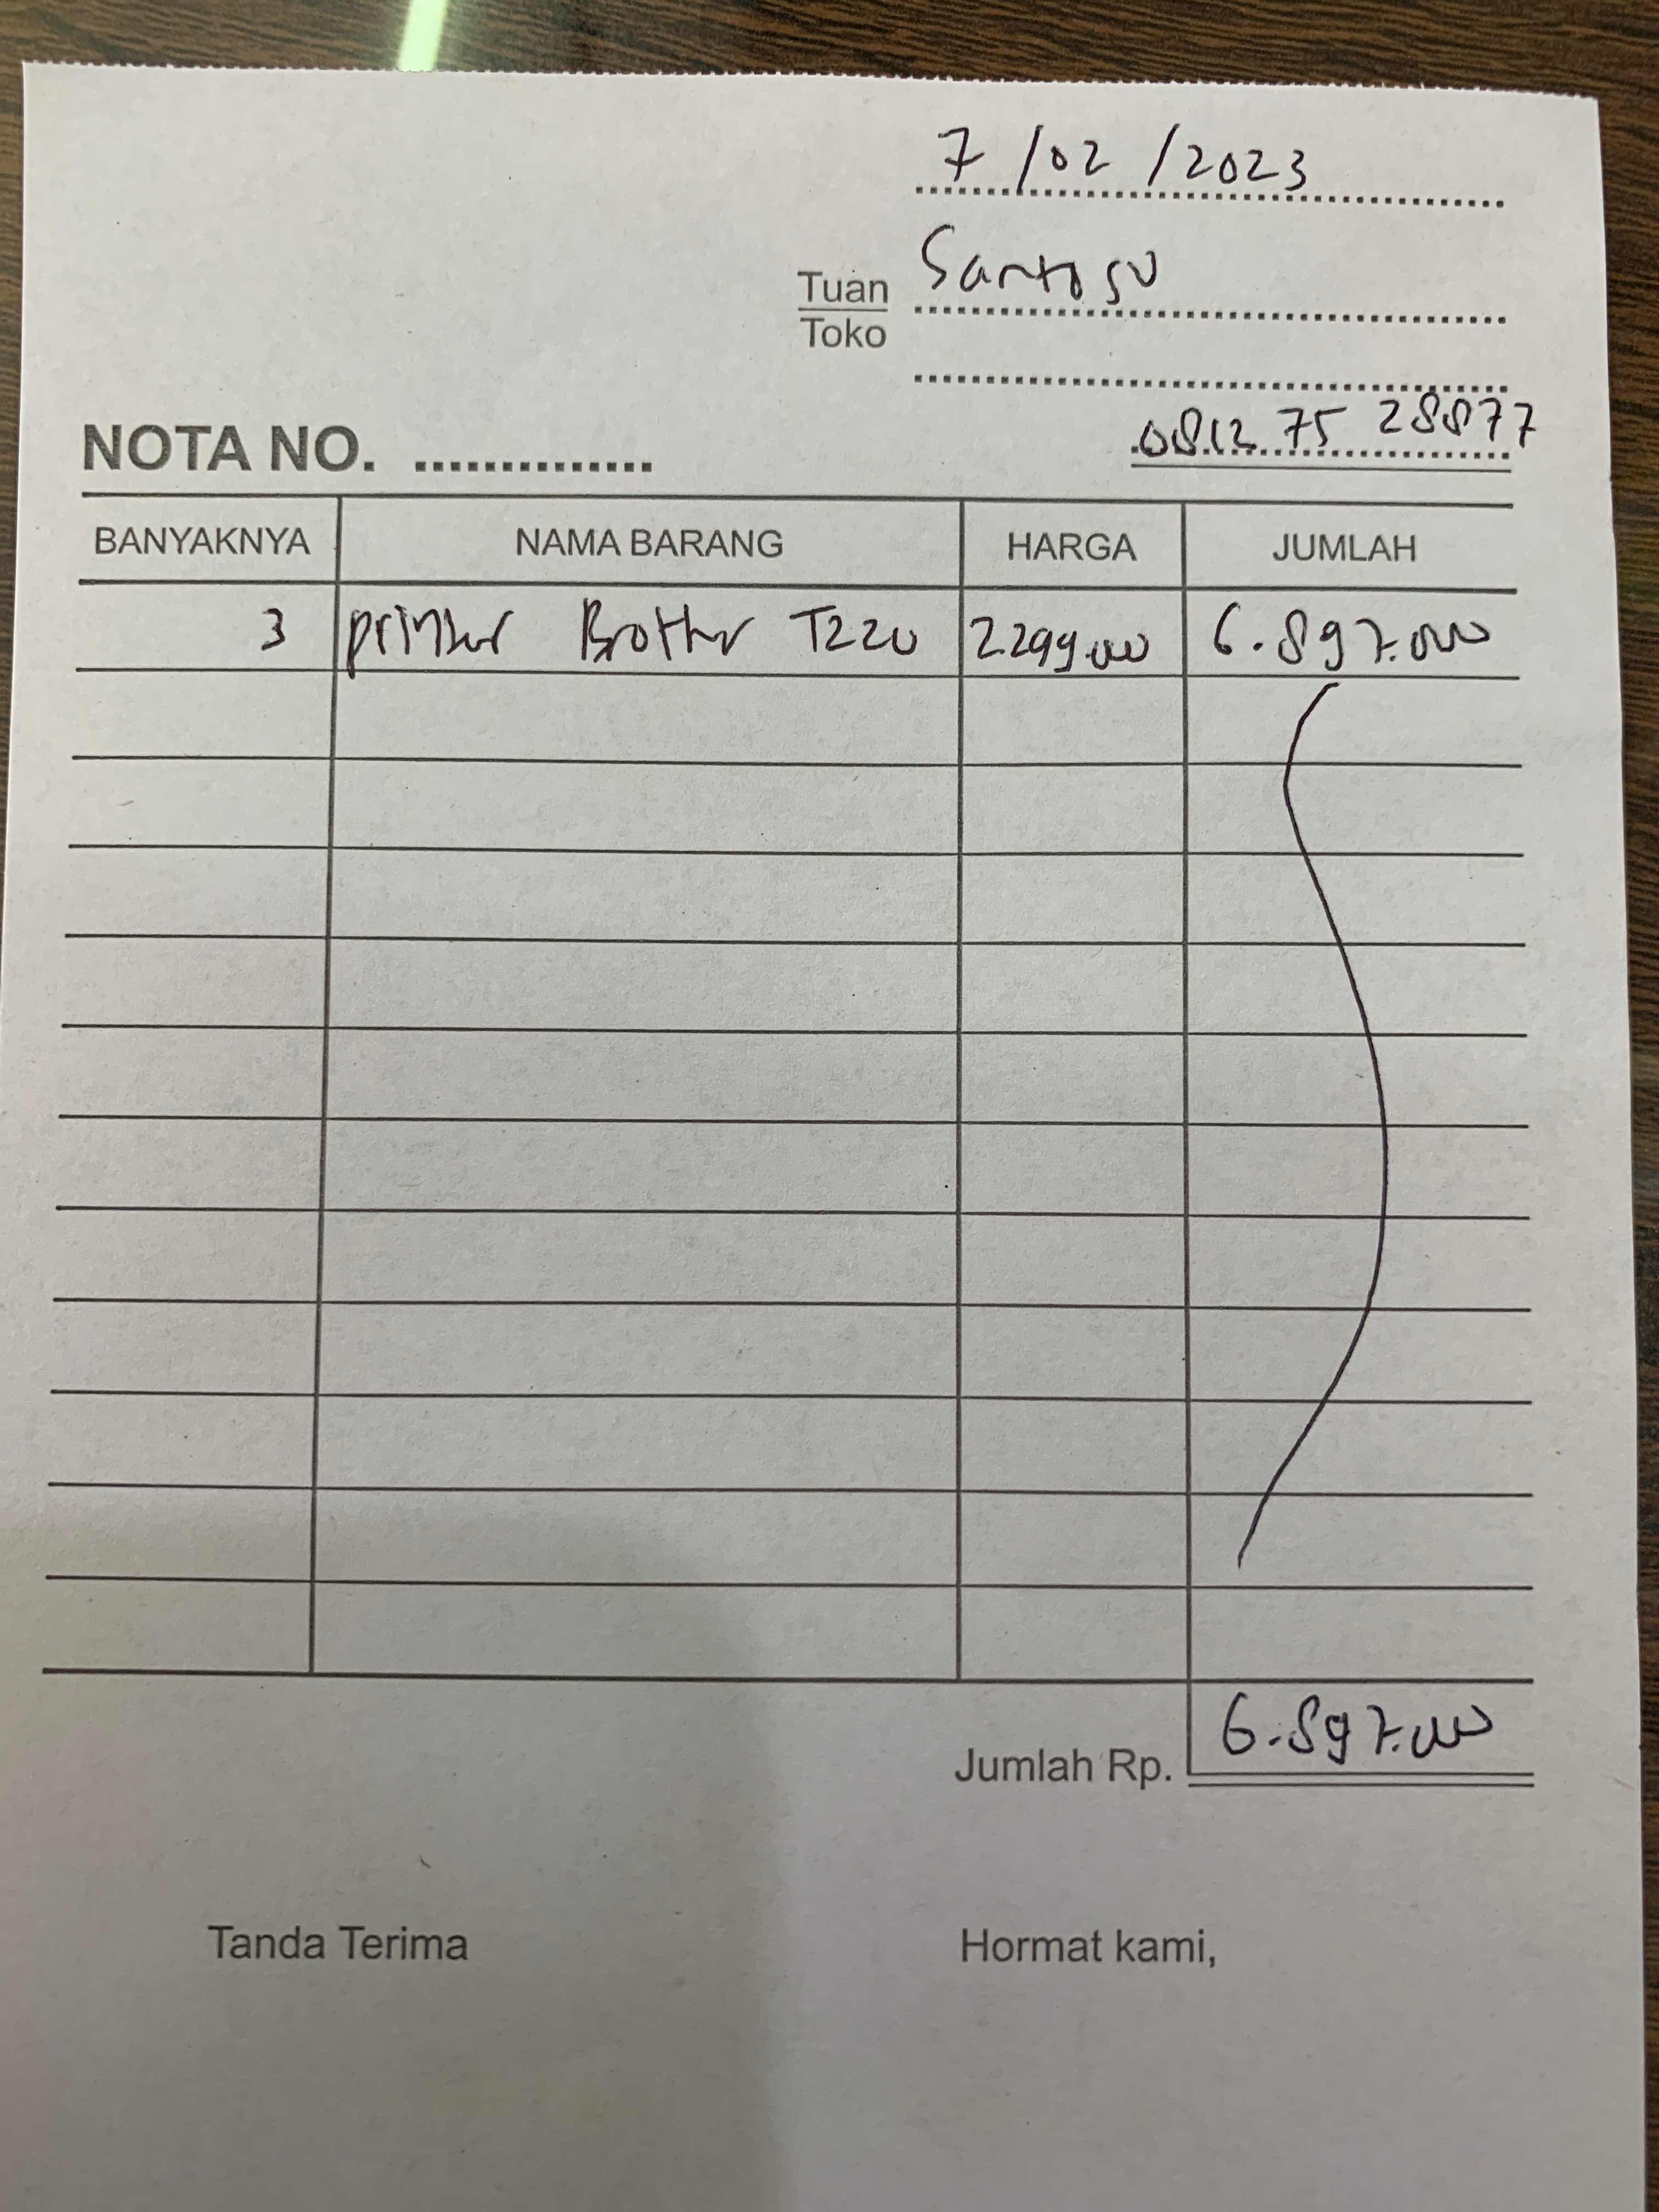 7/02/2023
Tuan Santoso
Toko
0812 75 28877
NOTA NO. ..............
BANYAKNYA NAMA BARANG HARGA JUMLAH
3 printer Brother T220 2299.000 6.897.000
Jumlah Rp. 6.897.000
Tanda Terima Hormat kami,